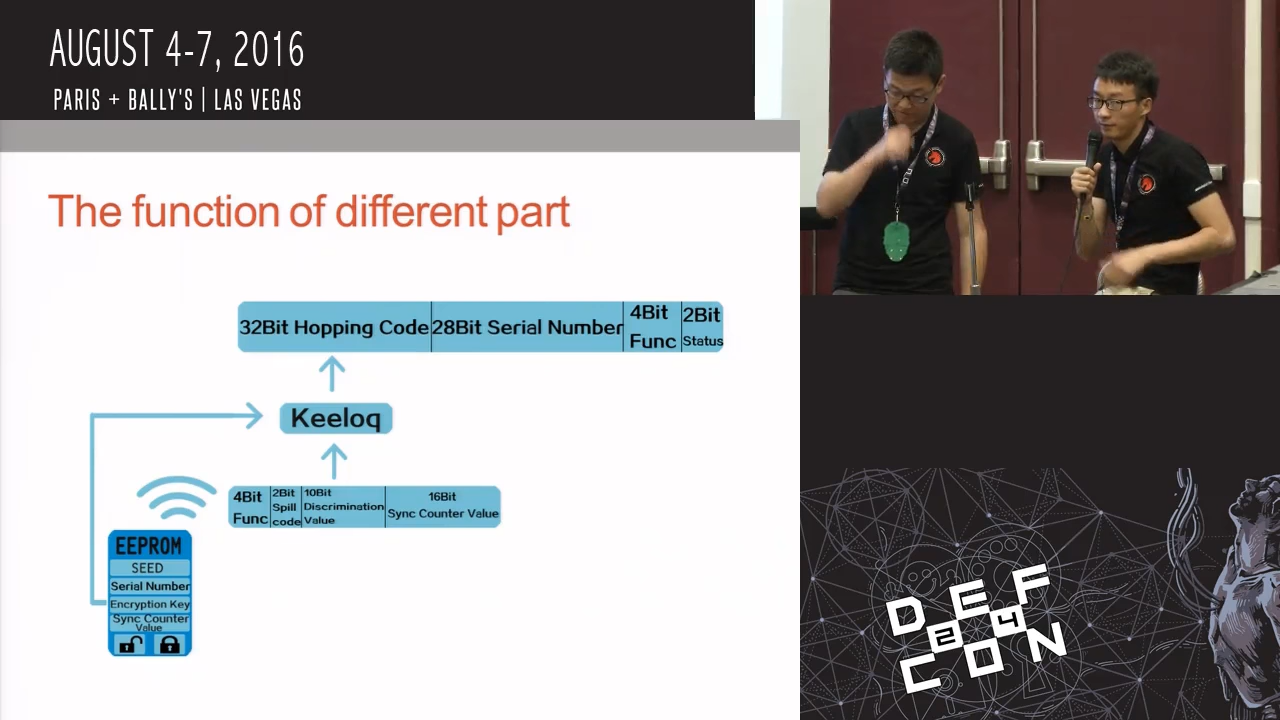 AUGUST 4-7, 2016
PARIS + BALLY'S | LAS VEGAS
The function of different part
32Bit Hopping Code
28Bit Serial Number
4Bit
Func
2Bit
Status
Keeloq
4Bit
Func
2Bit
Spill
code
10Bit
Discrimination
Value
16Bit
Sync Counter Value
EEPROM
SEED
Serial Number
Encryption Key
Sync Counter
Value
DEF
24
CON